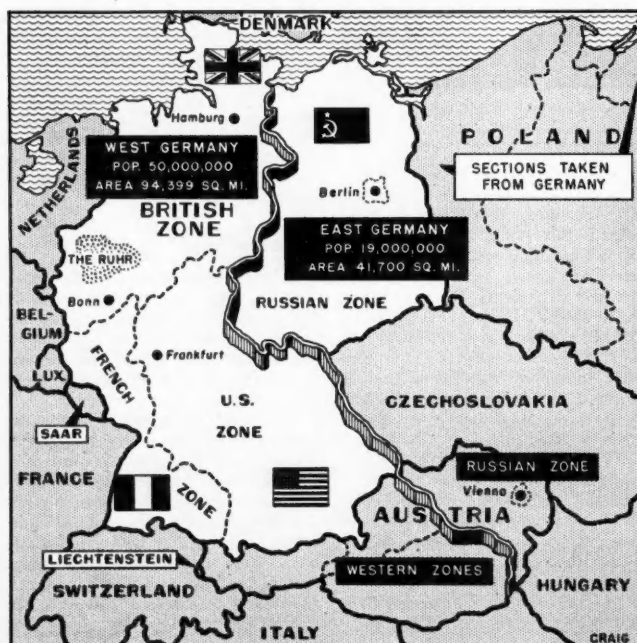 DENMARK
Hamburg
WEST GERMANY
POP. 50,000,000
AREA 94,399 SQ. MI.
NETHERLANDS
BRITISH
ZONE
THE RUHR
Bonn
BEL-
GIUM
LUX.
FRENCH
ZONE
Frankfurt
U.S.
ZONE
SAAR
FRANCE
Berlin
EAST GERMANY
POP. 19,000,000
AREA 41,700 SQ. MI.
RUSSIAN ZONE
POLAND
SECTIONS TAKEN
FROM GERMANY
CZECHOSLOVAKIA
RUSSIAN ZONE
Vienna
AUSTRIA
WESTERN ZONES
LIECHTENSTEIN
SWITZERLAND
ITALY
HUNGARY
CRAIG